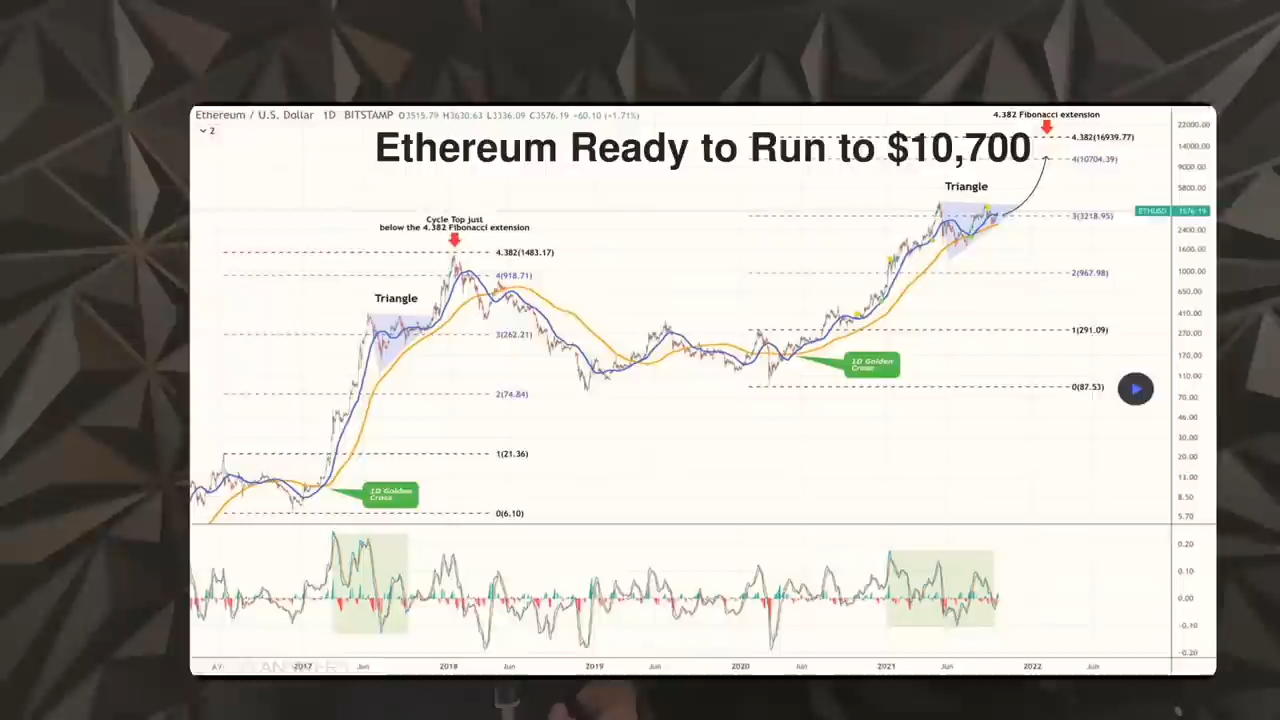 Ethereum / U.S. Dollar 1D BITSTAMP O3515.79 H3630.63 L3336.09 C3576.19 +60.10 (+1.71%)
2
Ethereum Ready to Run to $10,700
4.382 Fibonacci extension
4.382(16939.77)
4(10704.39)
Triangle
3(3218.95)
2(967.98)
1(291.09)
0(87.53)
Cycle Top just
below the 4.382 Fibonacci extension
4.382(1483.17)
4(918.71)
Triangle
3(262.21)
2(74.84)
1(21.36)
0(6.10)
1D Golden
Cross
1D Golden
Cross
22000.00
14000.00
9000.00
5800.00
ETHUSD 3576.19
2400.00
1600.00
1000.00
650.00
410.00
270.00
170.00
110.00
70.00
46.00
30.00
20.00
11.00
8.50
5.70
0.20
0.10
0.00
-0.10
-0.20
2017 Jun 2018 Jun 2019 Jun 2020 Jun 2021 Jun 2022 Jun